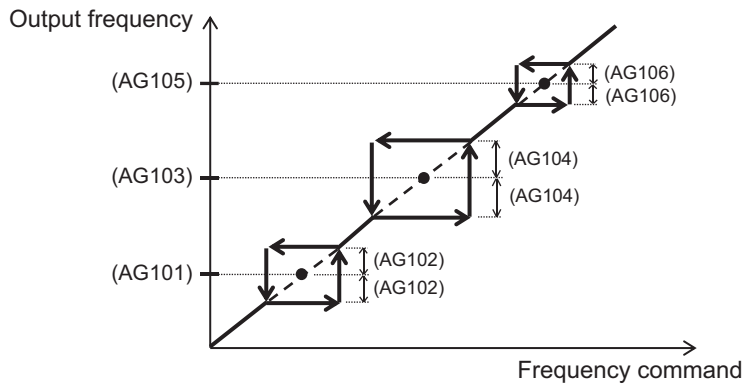 Output frequency
(AG105)
(AG106)
(AG106)
(AG103)
(AG104)
(AG104)
(AG101)
(AG102)
(AG102)
Frequency command